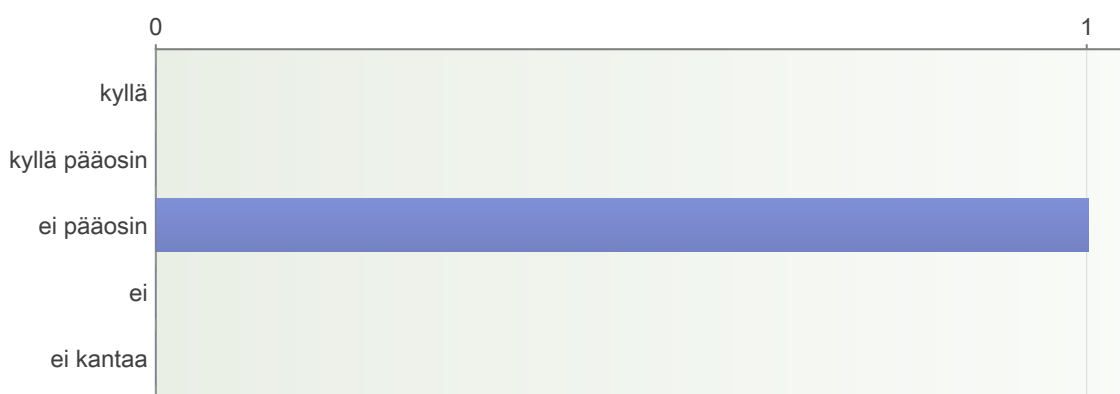 0 1
kyllä
kyllä pääosin
ei pääosin
ei
ei kantaa